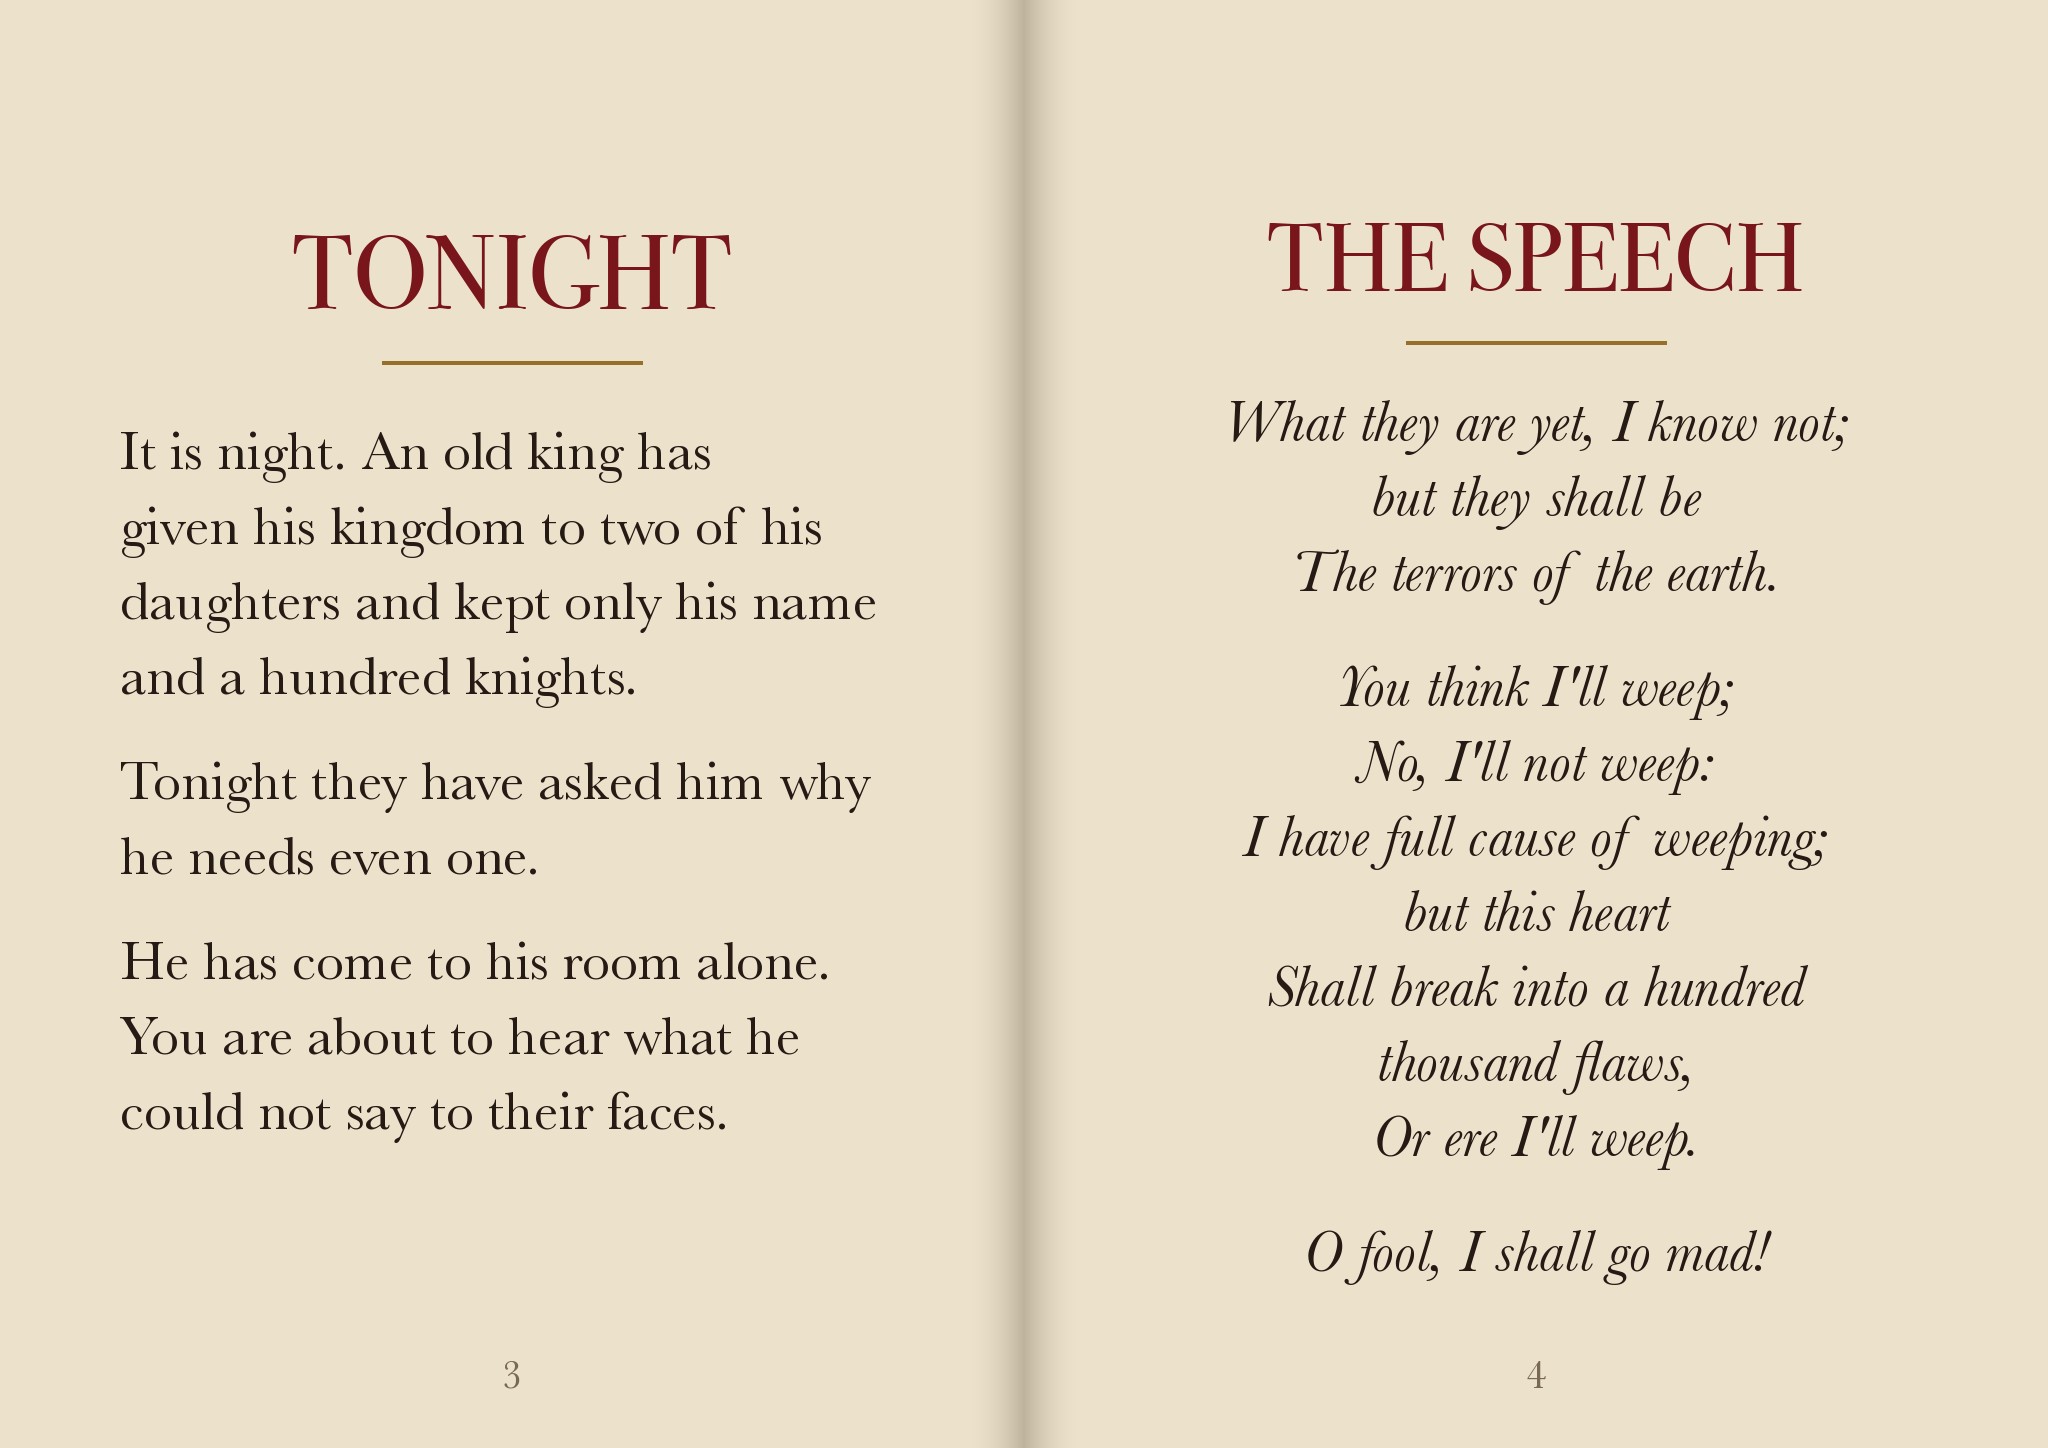 TONIGHT
It is night. An old king has
given his kingdom to two of his
daughters and kept only his name
and a hundred knights.
Tonight they have asked him why
he needs even one.
He has come to his room alone.
You are about to hear what he
could not say to their faces.
3
THE SPEECH
What they are yet, I know not;
but they shall be
The terrors of the earth.
You think I'll weep;
No, I'll not weep:
I have full cause of weeping;
but this heart
Shall break into a hundred
thousand flaws,
Or ere I'll weep.
O fool, I shall go mad!
4